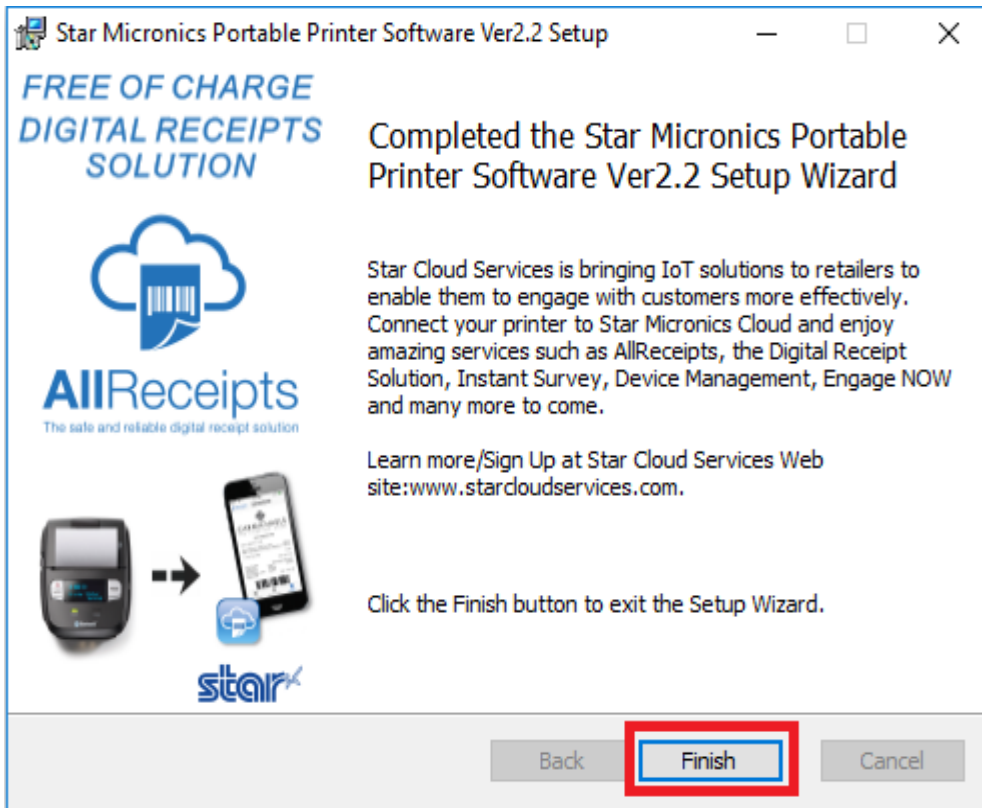 Star Micronics Portable Printer Software Ver2.2 Setup
FREE OF CHARGE
DIGITAL RECEIPTS
SOLUTION
AllReceipts
The safe and reliable digital receipt solution
star
Completed the Star Micronics Portable
Printer Software Ver2.2 Setup Wizard
Star Cloud Services is bringing IoT solutions to retailers to
enable them to engage with customers more effectively.
Connect your printer to Star Micronics Cloud and enjoy
amazing services such as AllReceipts, the Digital Receipt
Solution, Instant Survey, Device Management, Engage NOW
and many more to come.
Learn more/Sign Up at Star Cloud Services Web
site:www.starcloudservices.com.
Click the Finish button to exit the Setup Wizard.
Back
Finish
Cancel